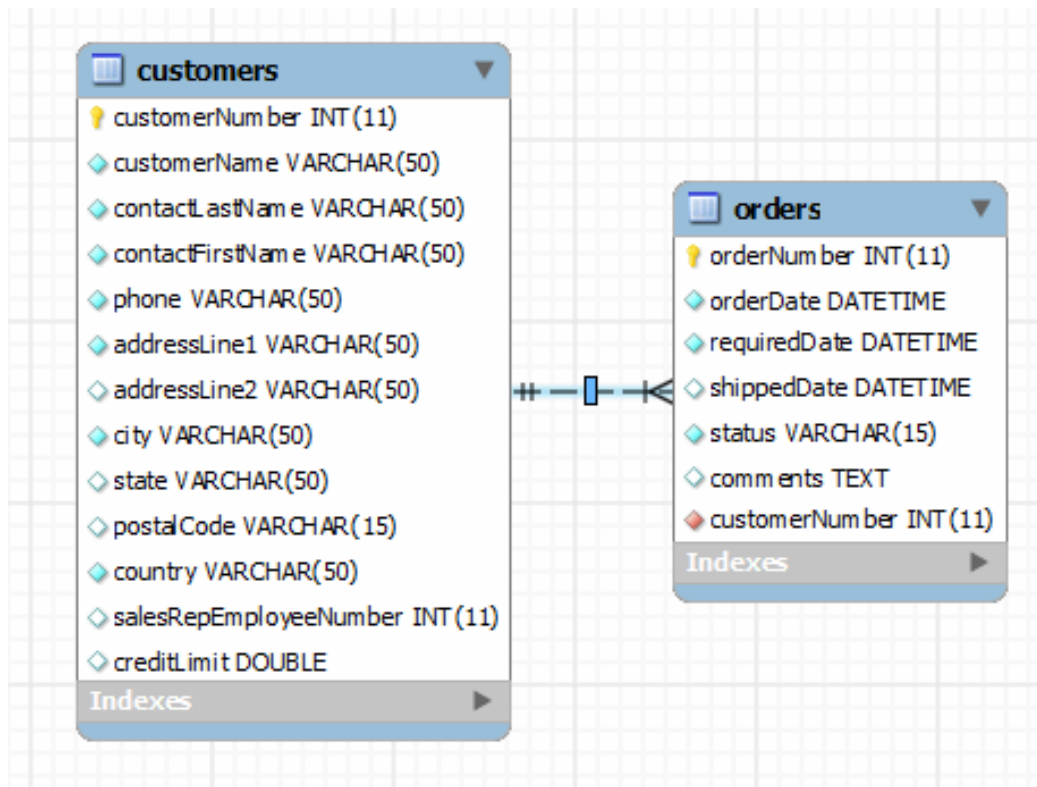 customers
customerNumber INT(11)
customerName VARCHAR(50)
contactLastName VARCHAR(50)
contactFirstName VARCHAR(50)
phone VARCHAR(50)
addressLine1 VARCHAR(50)
addressLine2 VARCHAR(50)
city VARCHAR(50)
state VARCHAR(50)
postalCode VARCHAR(15)
country VARCHAR(50)
salesRepEmployeeNumber INT(11)
creditLimit DOUBLE
Indexes
orders
orderNumber INT(11)
orderDate DATETIME
requiredDate DATETIME
shippedDate DATETIME
status VARCHAR(15)
comments TEXT
customerNumber INT(11)
Indexes